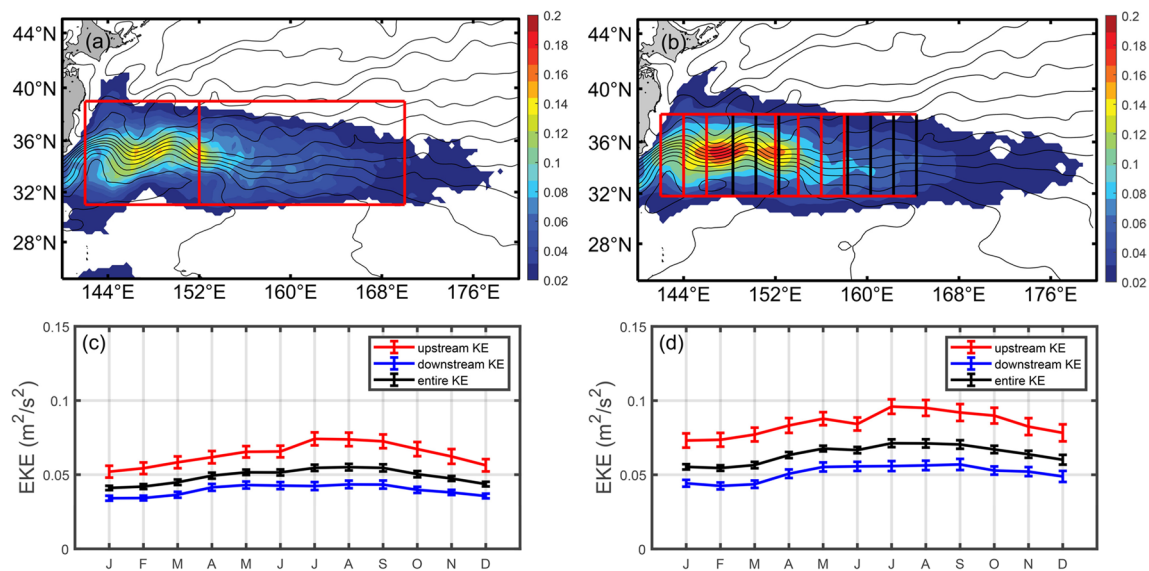 (a)
44°N
40°N
36°N
32°N
28°N
144°E 152°E 160°E 168°E 176°E
0.2
0.18
0.16
0.14
0.12
0.1
0.08
0.06
0.04
0.02
(b)
44°N
40°N
36°N
32°N
28°N
144°E 152°E 160°E 168°E 176°E
0.2
0.18
0.16
0.14
0.12
0.1
0.08
0.06
0.04
0.02
(c)
EKE (m²/s²)
0.15
0.1
0.05
0
upstream KE
downstream KE
entire KE
J F M A M J J A S O N D
(d)
EKE (m²/s²)
0.15
0.1
0.05
0
upstream KE
downstream KE
entire KE
J F M A M J J A S O N D